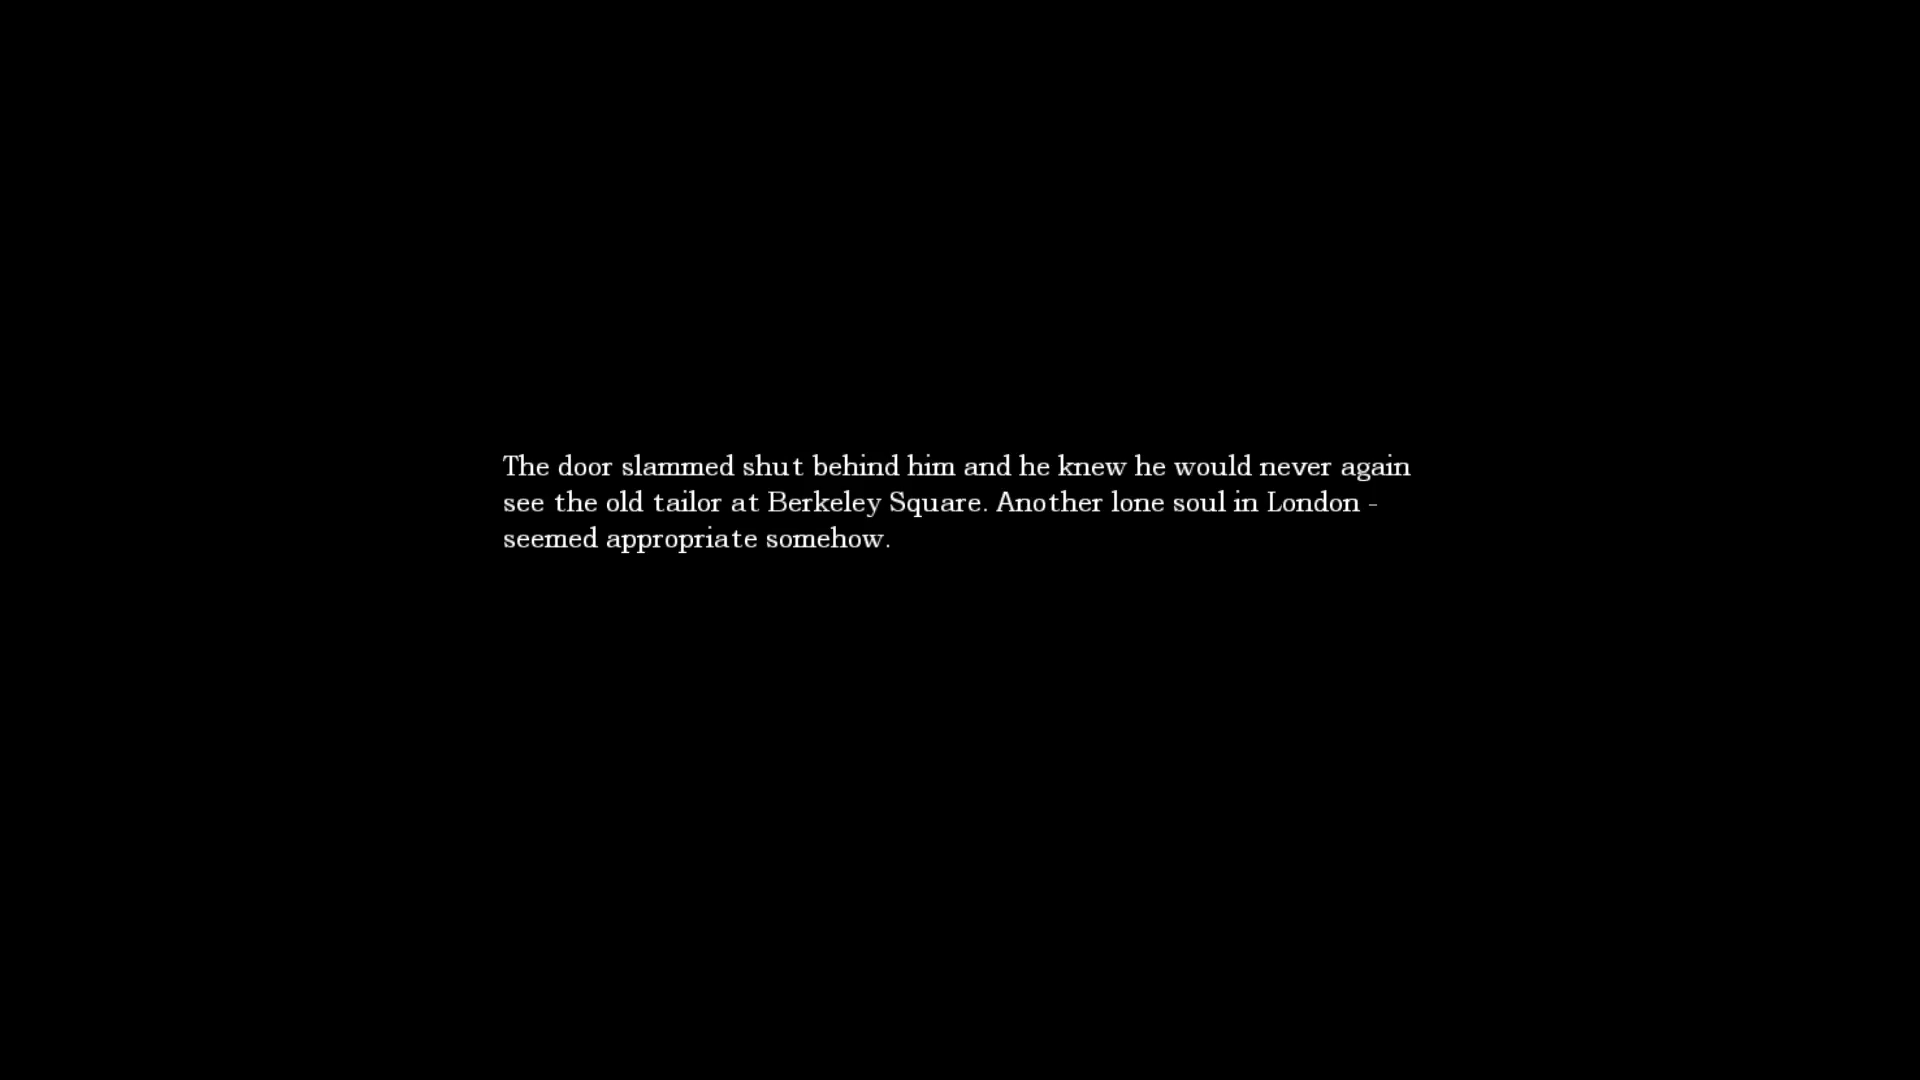 The door slammed shut behind him and he knew he would never again
see the old tailor at Berkeley Square. Another lone soul in London -
seemed appropriate somehow.